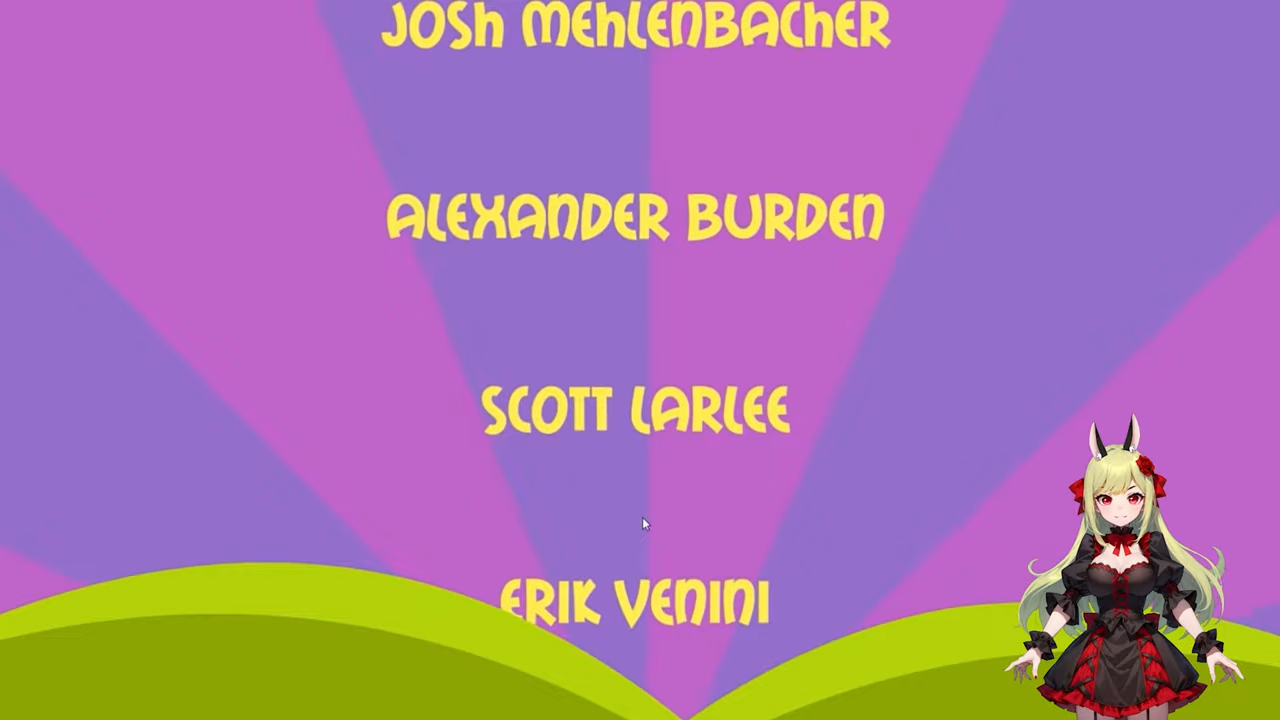 JOSH MEHLENBACHER
ALEXANDER BURDEN
SCOTT LARLEE
ERIK VENINI